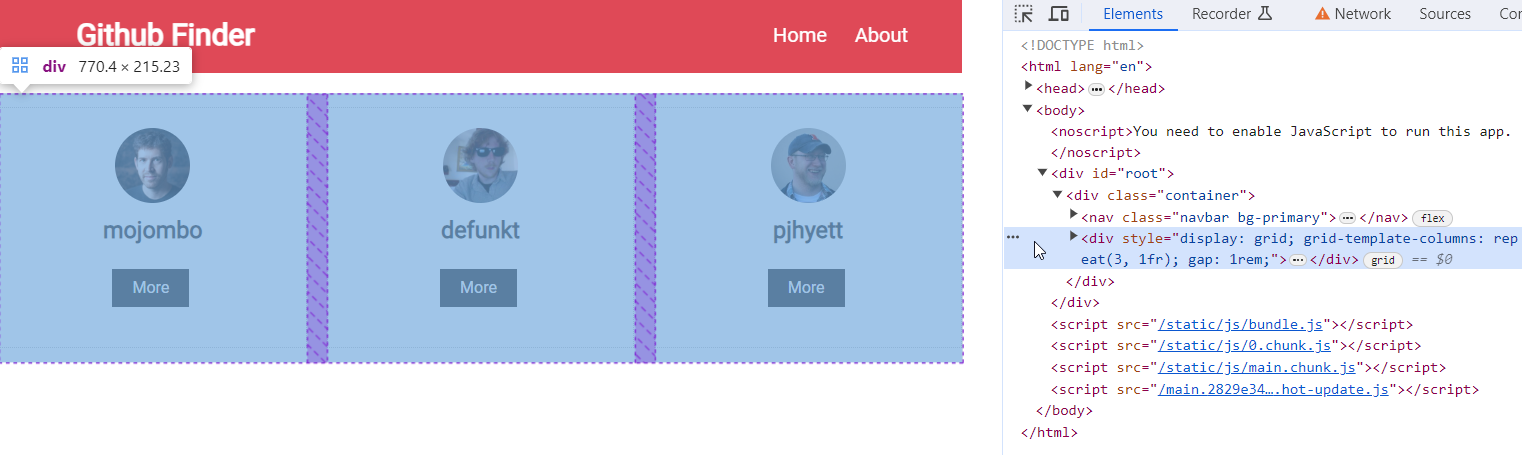 Github Finder
Home About
div 770.4 × 215.23
mojombo
defunkt
pjhyett
More
More
More
Elements Recorder Network Sources Con
<!DOCTYPE html>
<html lang="en">
<head>•••</head>
<body>
<noscript>You need to enable JavaScript to run this app.
</noscript>
<div id="root">
<div class="container">
<nav class="navbar bg-primary">•••</nav> flex
••• <div style="display: grid; grid-template-columns: rep
eat(3, 1fr); gap: 1rem;">•••</div> grid == $0
</div>
</div>
<script src="/static/js/bundle.js"></script>
<script src="/static/js/0.chunk.js"></script>
<script src="/static/js/main.chunk.js"></script>
<script src="/main.2829e34….hot-update.js"></script>
</body>
</html>